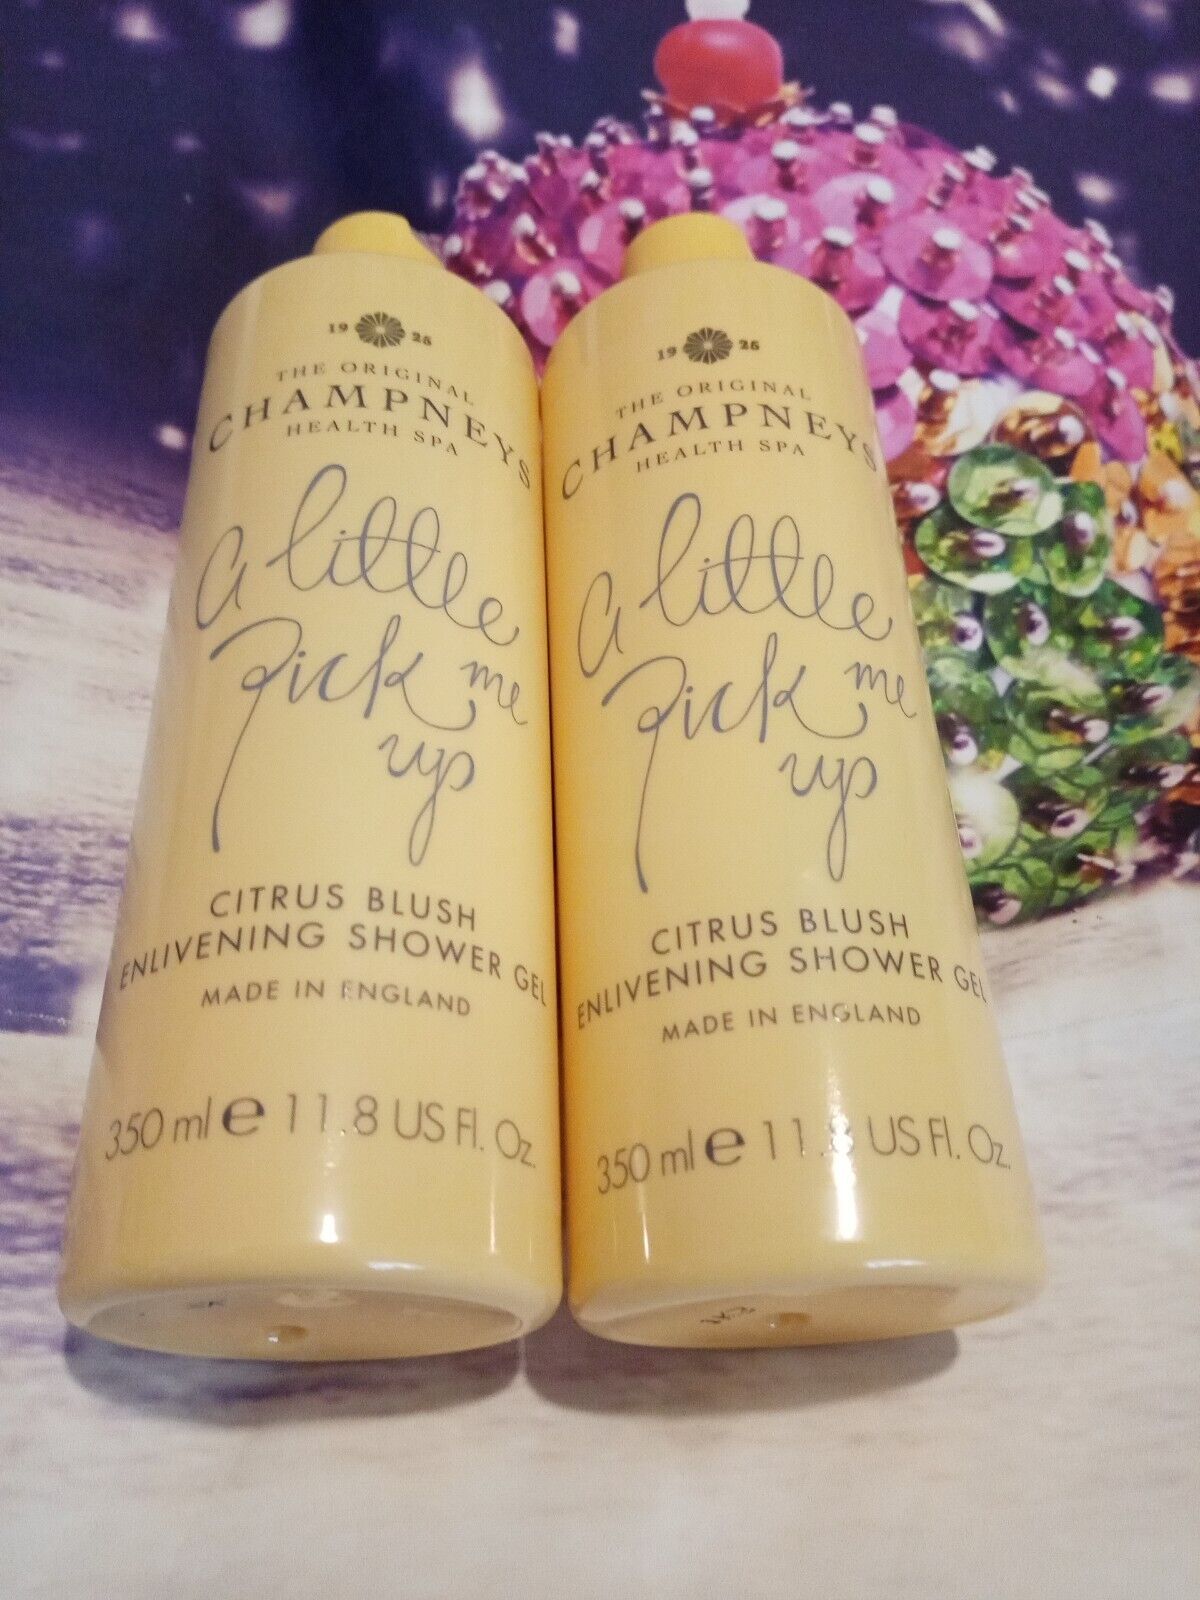 19 25
THE ORIGINAL
CHAMPNEYS
HEALTH SPA
a little
Pick me
up
CITRUS BLUSH
ENLIVENING SHOWER GEL
MADE IN ENGLAND
350 ml e 11.8 US Fl. Oz.
19 25
THE ORIGINAL
CHAMPNEYS
HEALTH SPA
a little
Pick me
up
CITRUS BLUSH
ENLIVENING SHOWER GEL
MADE IN ENGLAND
350 ml e 11.8 US Fl. Oz.